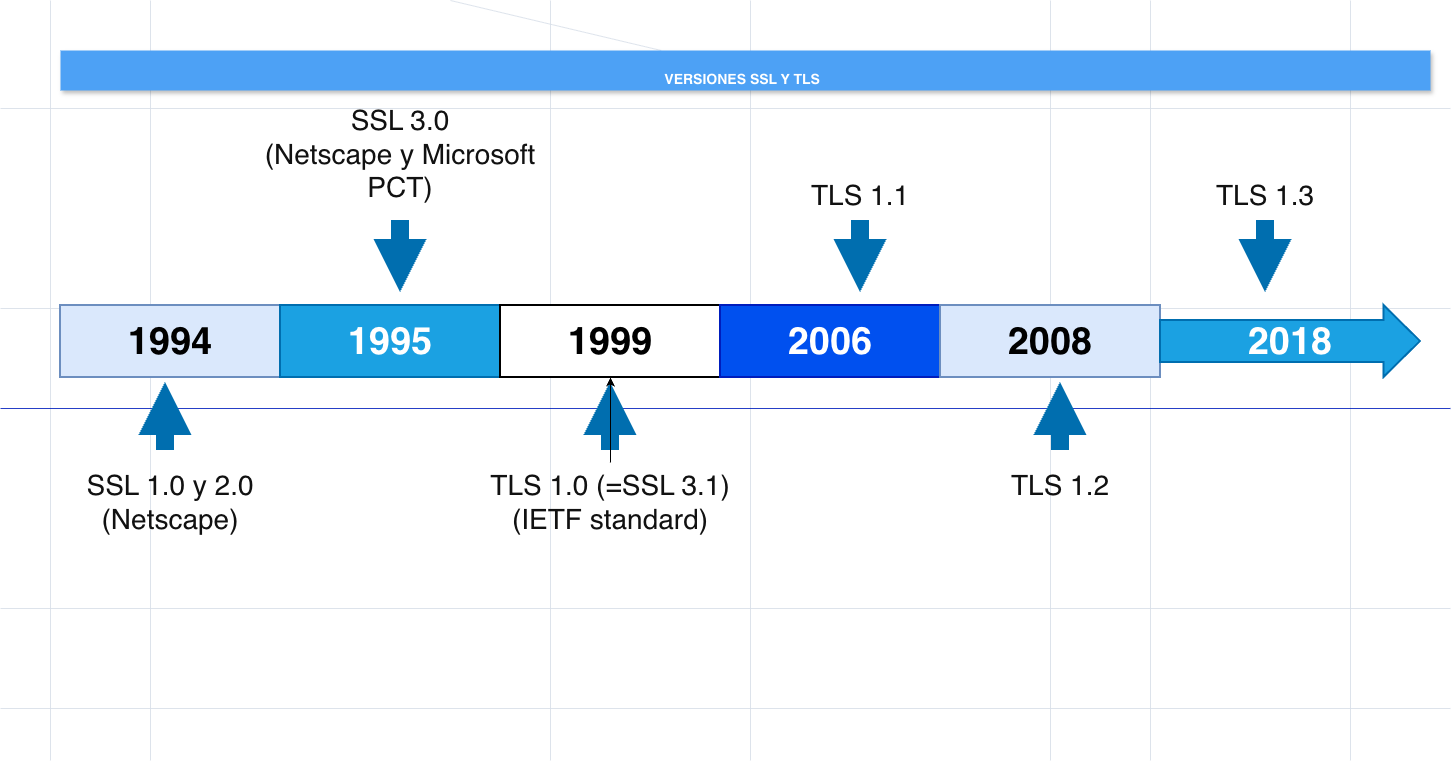 VERSIONES SSL Y TLS
SSL 3.0
(Netscape y Microsoft
PCT)
TLS 1.1
TLS 1.3
1994
1995
1999
2006
2008
2018
SSL 1.0 y 2.0
(Netscape)
TLS 1.0 (=SSL 3.1)
(IETF standard)
TLS 1.2